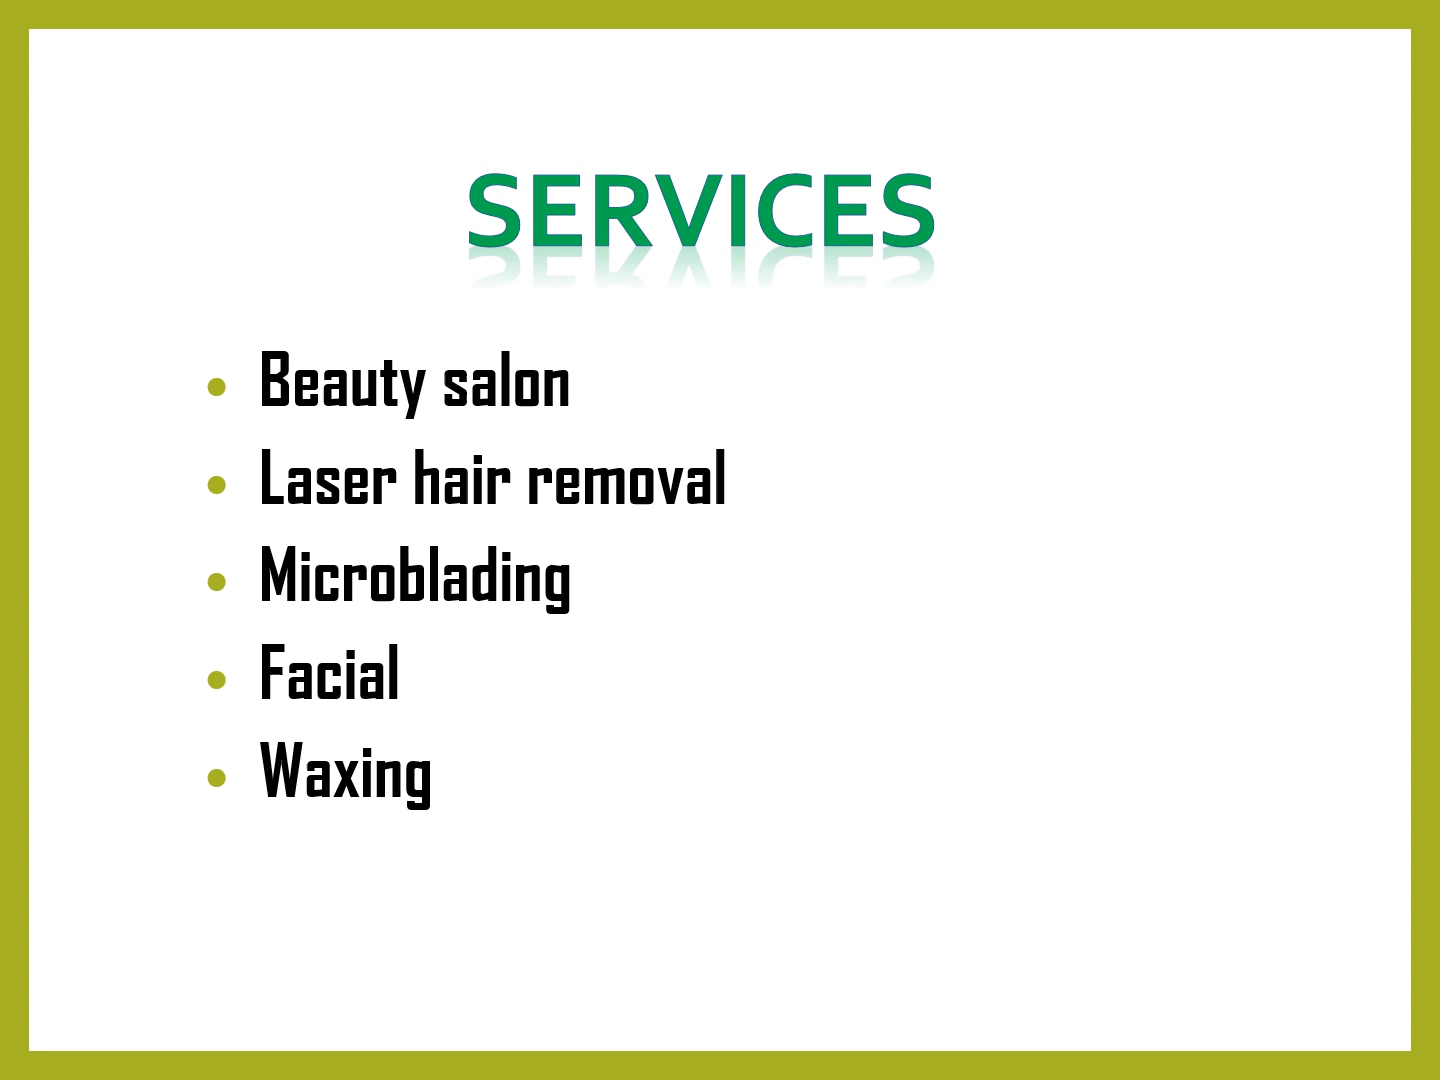 SERVICES
• Beauty salon
• Laser hair removal
• Microblading
• Facial
• Waxing